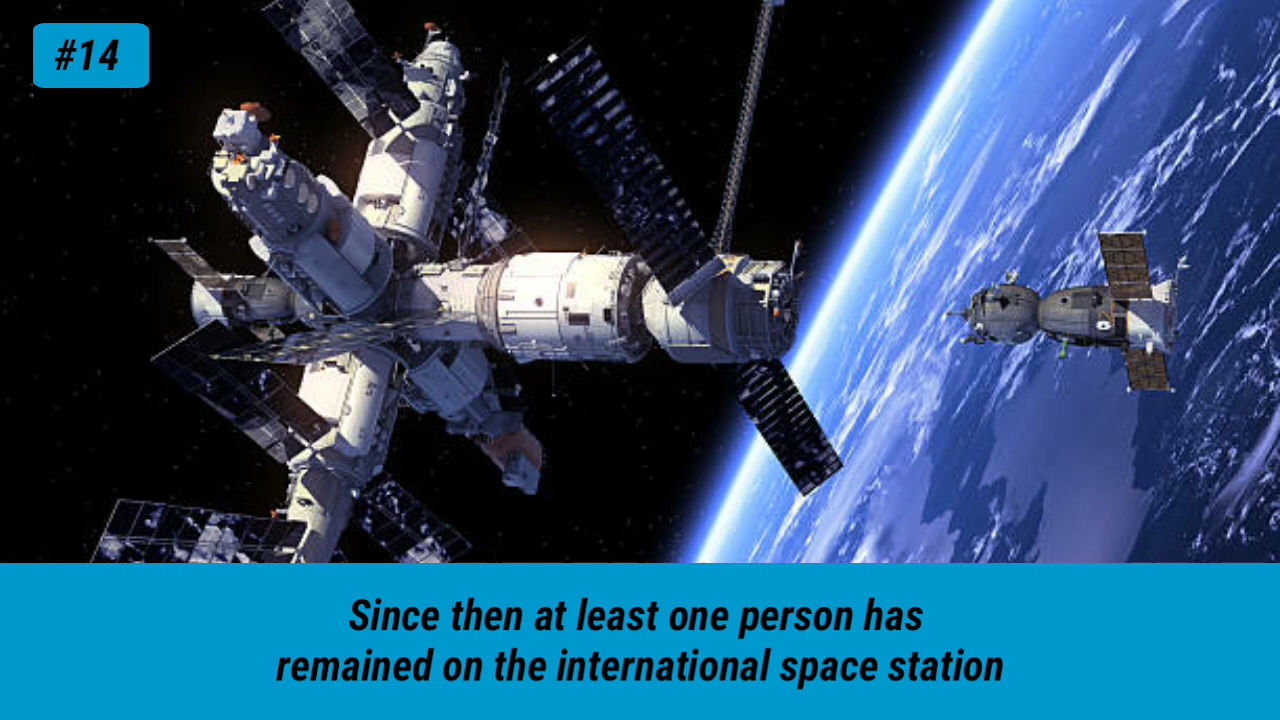 #14
Since then at least one person has
remained on the international space station